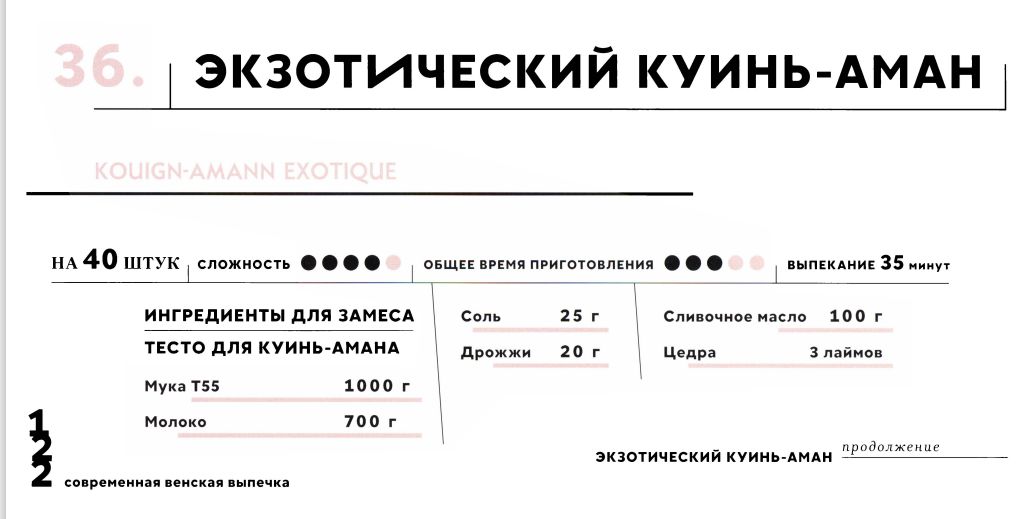 36. ЭКЗОТИЧЕСКИЙ КУИНЬ-АМАН
KOUIGN-AMANN EXOTIQUE
НА 40 ШТУК СЛОЖНОСТЬ ОБЩЕЕ ВРЕМЯ ПРИГОТОВЛЕНИЯ ВЫПЕКАНИЕ 35 минут
ИНГРЕДИЕНТЫ ДЛЯ ЗАМЕСА
ТЕСТО ДЛЯ КУИНЬ-АМАНА
Мука T55 1000 г
Молоко 700 г
Соль 25 г
Дрожжи 20 г
Сливочное масло 100 г
Цедра 3 лаймов
ЭКЗОТИЧЕСКИЙ КУИНЬ-АМАН продолжение
122 современная венская выпечка